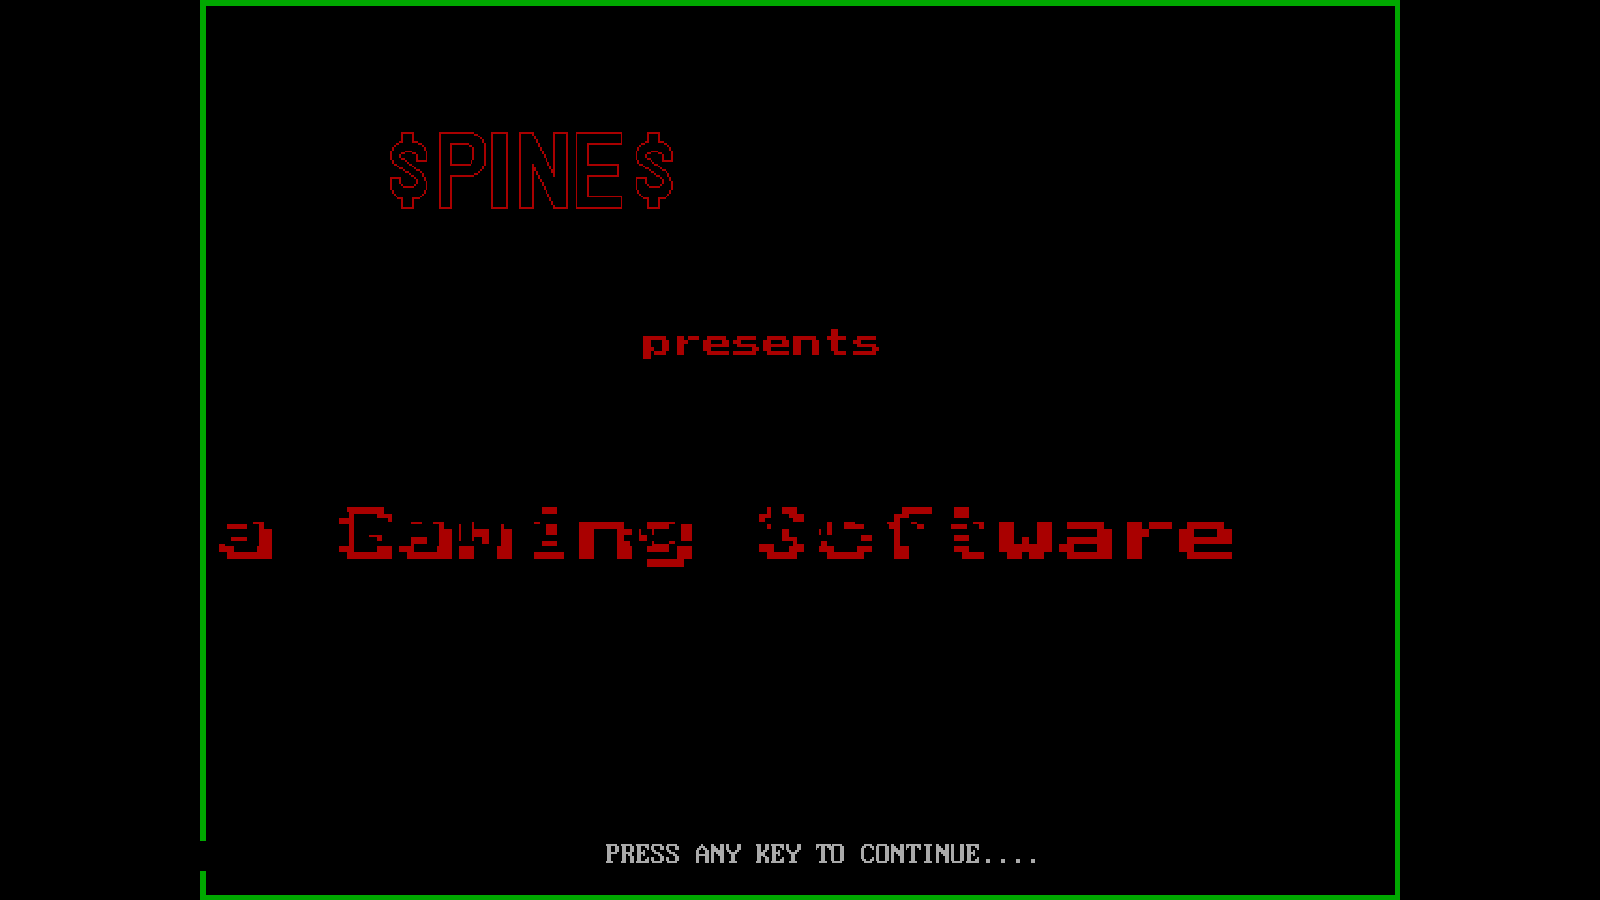 $PINE$
presents
a Gaming Software
PRESS ANY KEY TO CONTINUE....